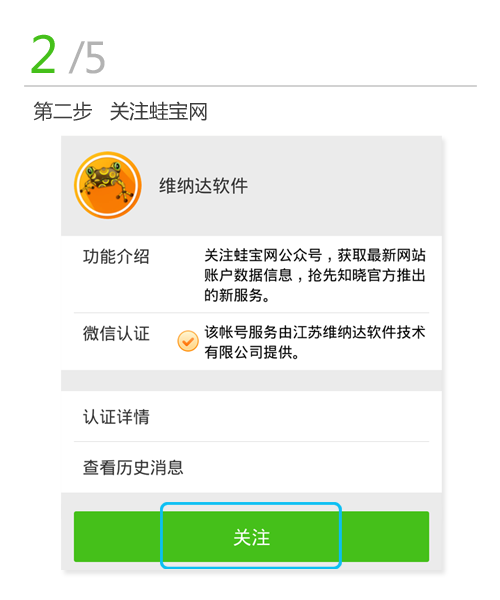 2 /5
第二步 关注蛙宝网
维纳达软件
功能介绍 关注蛙宝网公众号，获取最新网站
账户数据信息，抢先知晓官方推出
的新服务。
微信认证 该帐号服务由江苏维纳达软件技术
有限公司提供。
认证详情
查看历史消息
关注